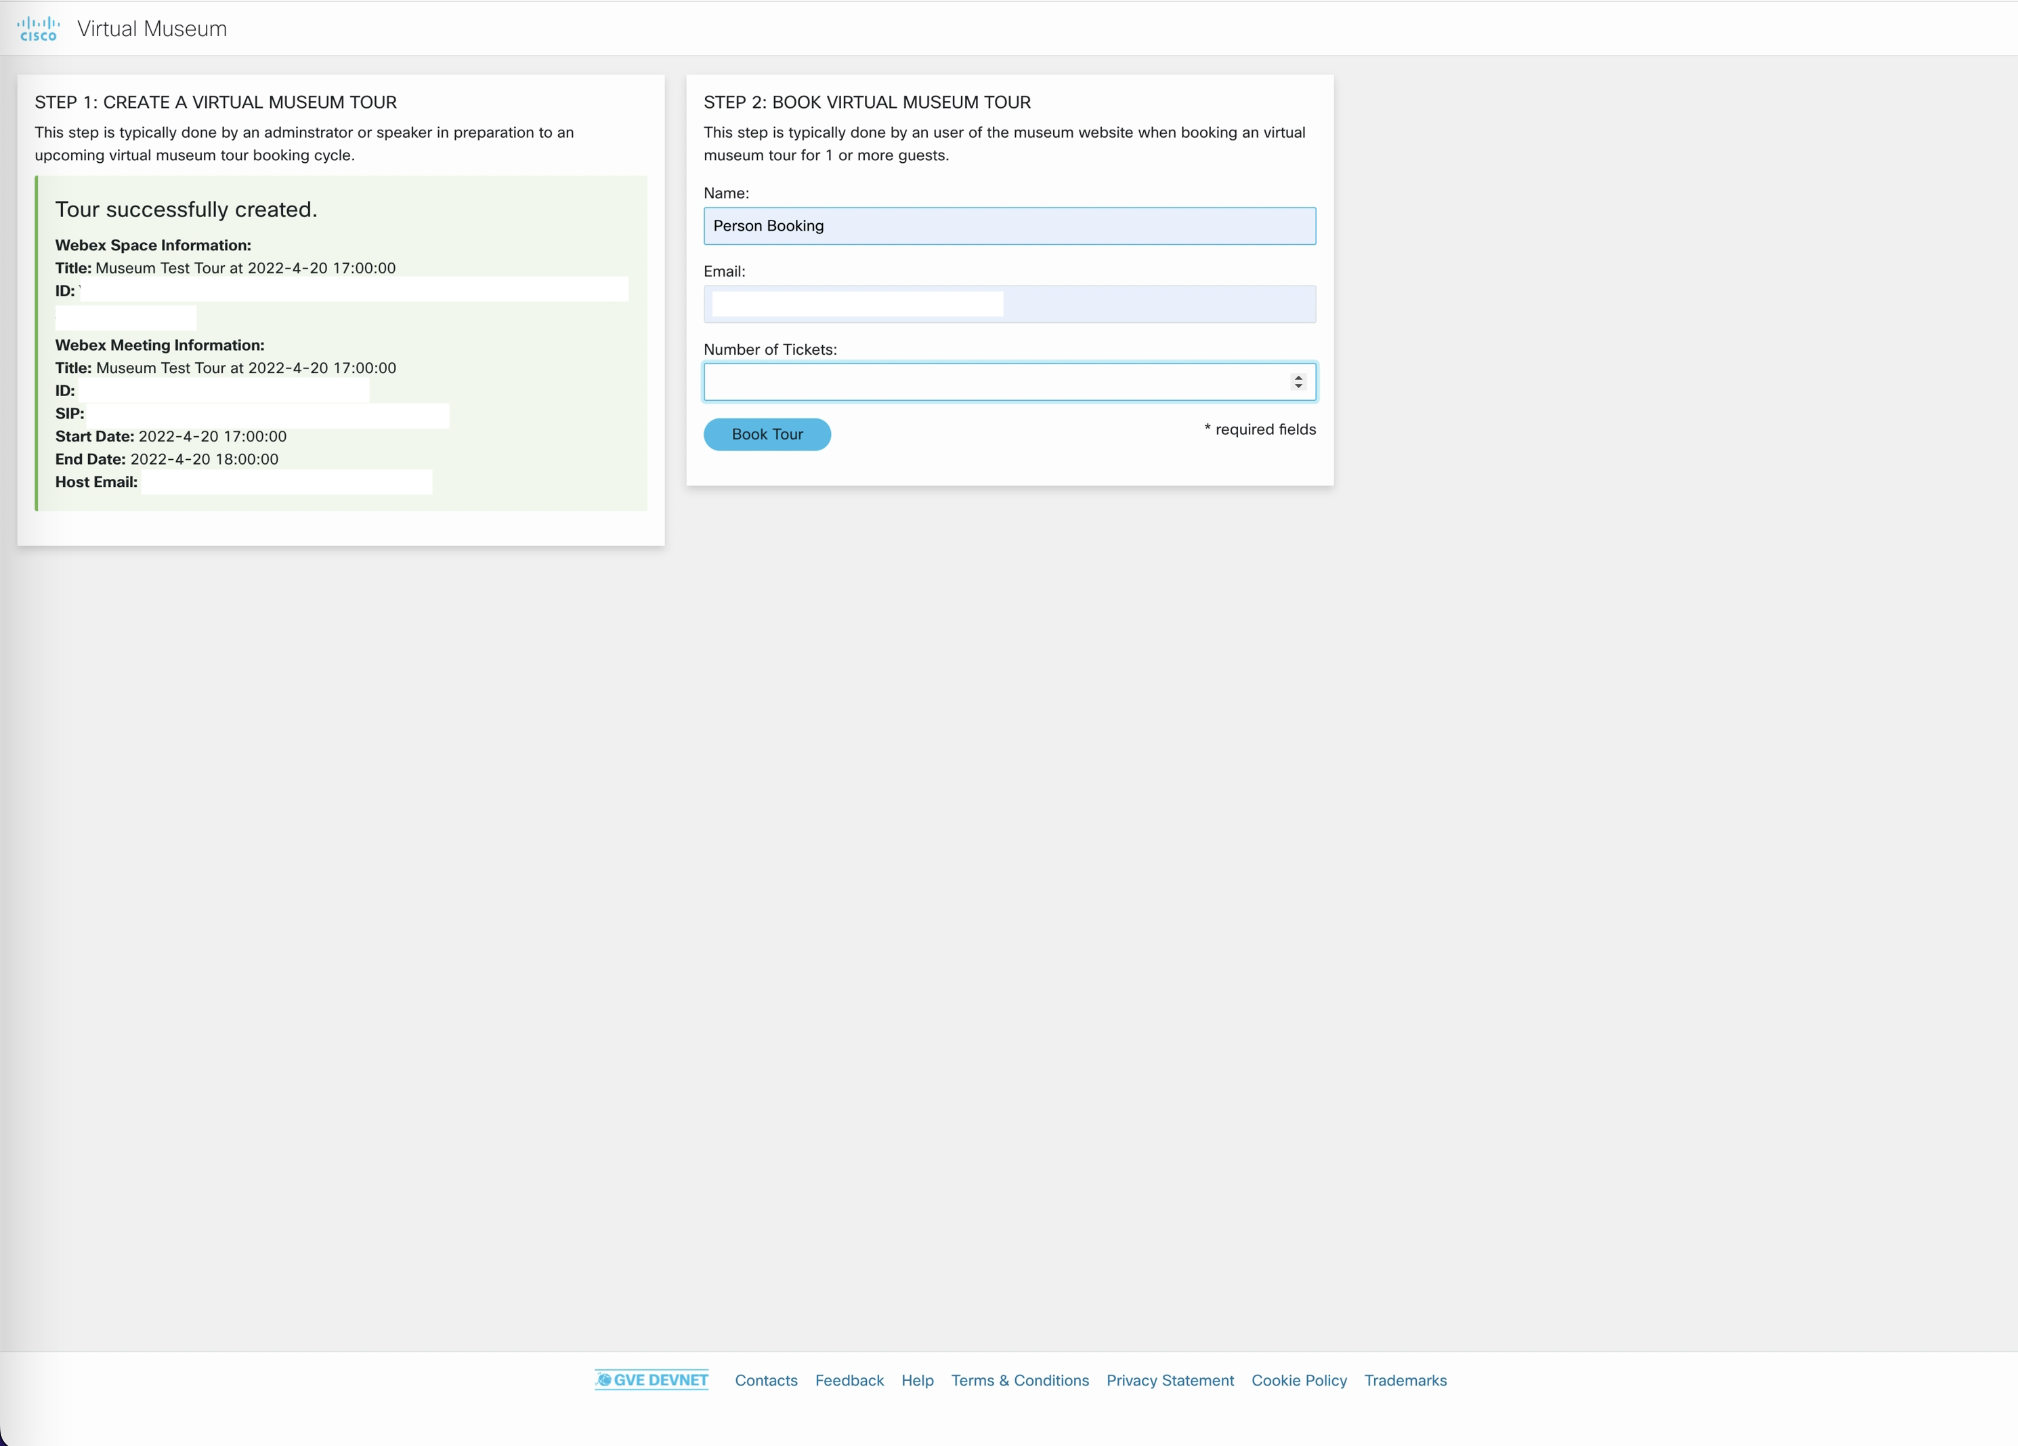 CISCO
Virtual Museum
STEP 1: CREATE A VIRTUAL MUSEUM TOUR
This step is typically done by an adminstrator or speaker in preparation to an
upcoming virtual museum tour booking cycle.
Tour successfully created.
Webex Space Information:
Title: Museum Test Tour at 2022-4-20 17:00:00
ID:
Webex Meeting Information:
Title: Museum Test Tour at 2022-4-20 17:00:00
ID:
SIP:
Start Date: 2022-4-20 17:00:00
End Date: 2022-4-20 18:00:00
Host Email:
STEP 2: BOOK VIRTUAL MUSEUM TOUR
This step is typically done by an user of the museum website when booking an virtual
museum tour for 1 or more guests.
Name:
Person Booking
Email:
Number of Tickets:
Book Tour
* required fields
GVE DEVNET Contacts Feedback Help Terms & Conditions Privacy Statement Cookie Policy Trademarks